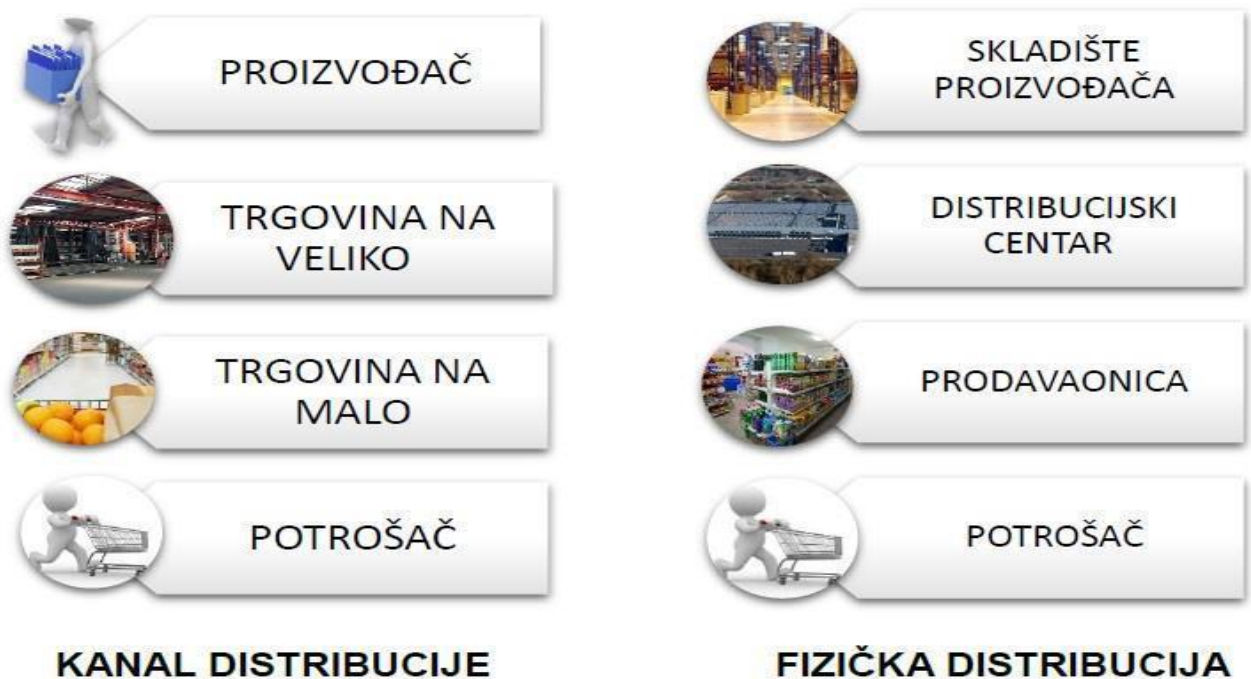 PROIZVOĐAČ
TRGOVINA NA
VELIKO
TRGOVINA NA
MALO
POTROŠAČ
KANAL DISTRIBUCIJE
SKLADIŠTE
PROIZVOĐAČA
DISTRIBUCIJSKI
CENTAR
PRODAVAONICA
POTROŠAČ
FIZIČKA DISTRIBUCIJA